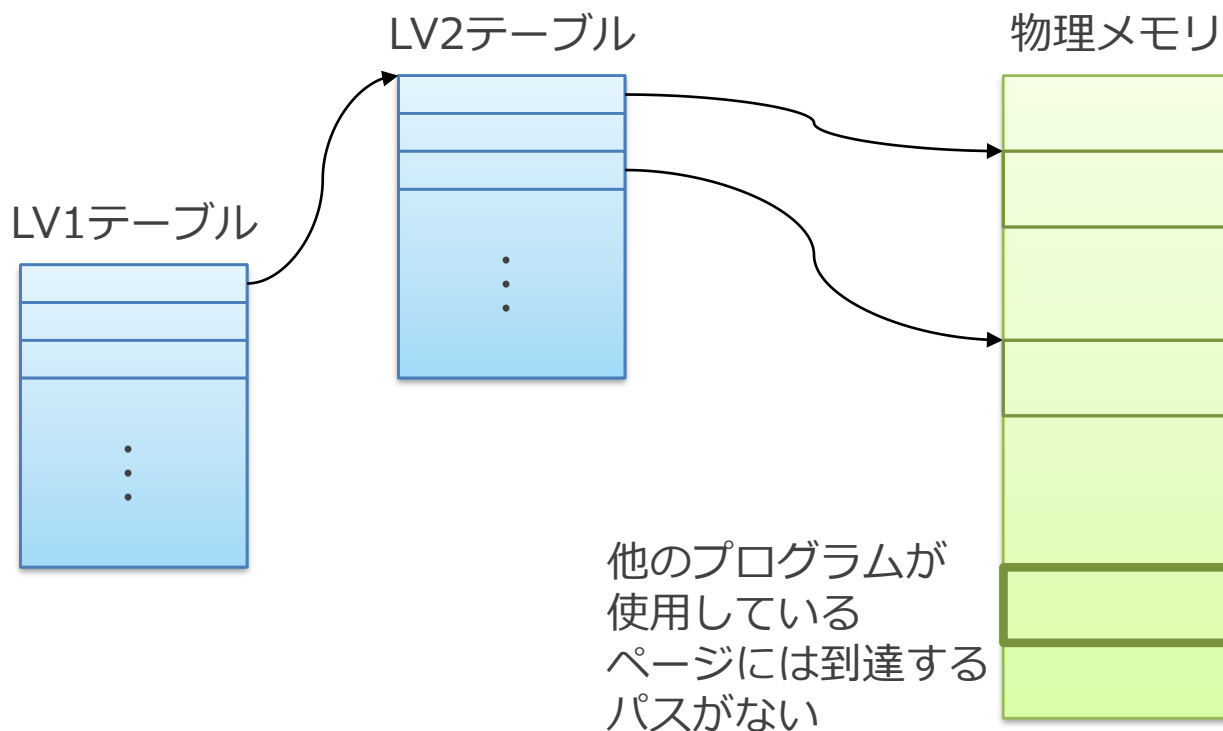 LV2テーブル
物理メモリ
LV1テーブル
他のプログラムが
使用している
ページには到達する
パスがない